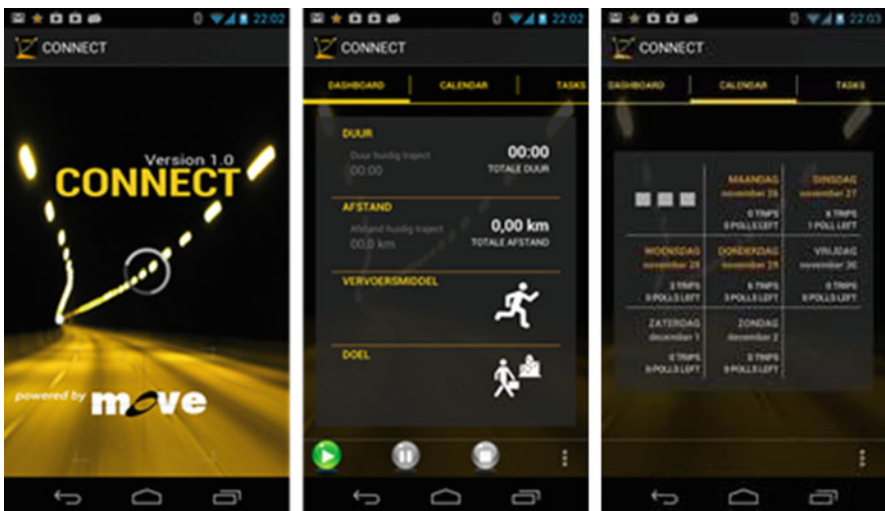 22:02
CONNECT
Version 1.0
CONNECT
powered by move
22:02
CONNECT
DASHBOARD CALENDAR TASKS
DUUR
Duur huidig traject 00:00
00:00 TOTALE DUUR
AFSTAND
Afstand huidig traject 0,00 km
00,0 km TOTALE AFSTAND
VERVOERSMIDDEL
DOEL
22:03
CONNECT
DASHBOARD CALENDAR TASKS
MAANDAG DINSDAG
november 26 november 27
0 TRIPS 6 TRIPS
0 POLLS LEFT 1 POLL LEFT
WOENSDAG DONDERDAG VRIJDAG
november 28 november 29 november 30
6 TRIPS 0 TRIPS
0 POLLS LEFT 3 POLLS LEFT 0 POLLS LEFT
ZATERDAG ZONDAG
december 1 december 2
0 TRIPS 0 TRIPS
0 POLLS LEFT 0 POLLS LEFT